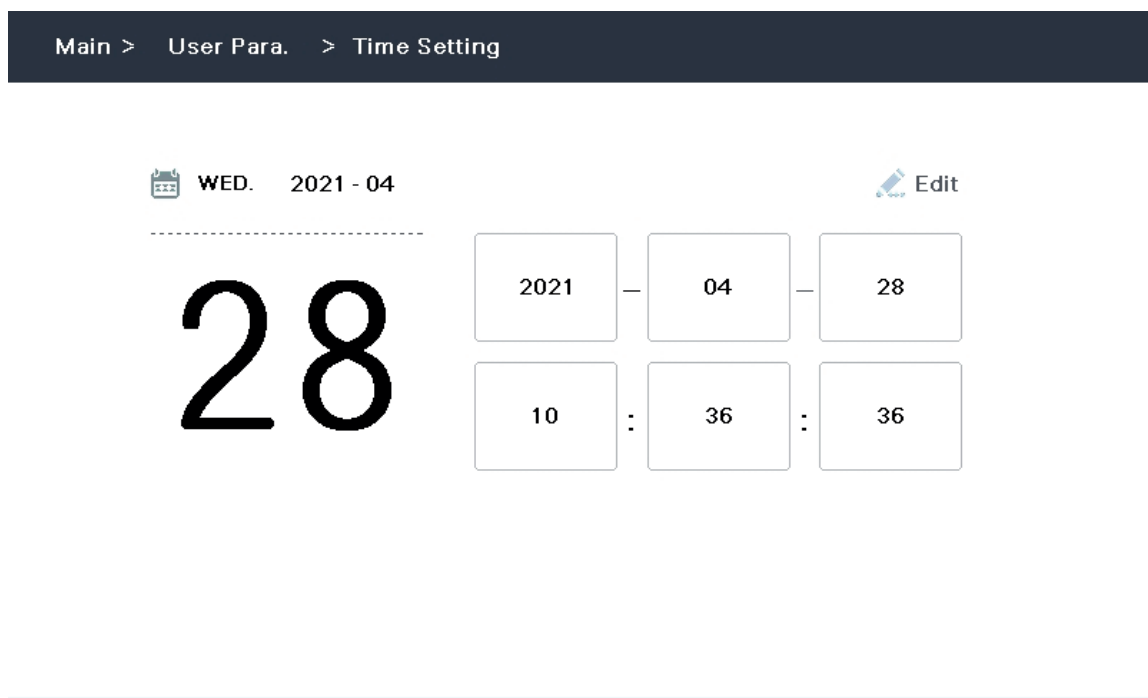 Main > User Para. > Time Setting
WED. 2021 - 04
Edit
28
2021 – 04 – 28
10 : 36 : 36